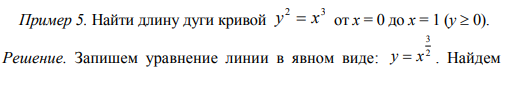 Пример 5. Найти длину дуги кривой y² = x³ от x = 0 до x = 1 (y ≥ 0).
Решение. Запишем уравнение линии в явном виде: y = x^(3/2). Найдем